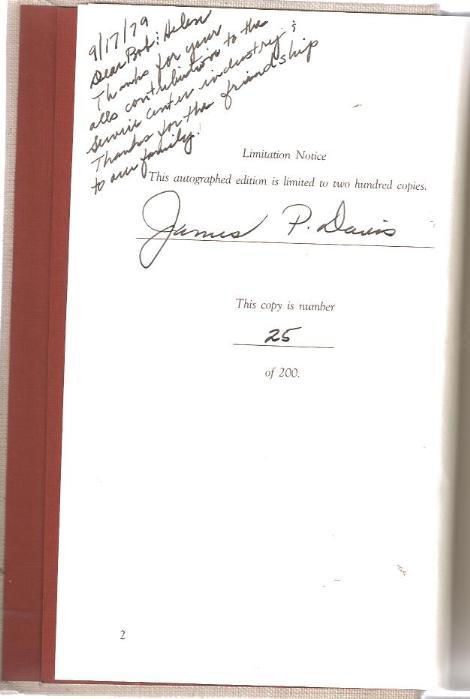 9/17/79
Dear Bob & Helen
Thanks for your
contribution to the
service center industry &
Thanks for the friendship
to our family!
Limitation Notice
This autographed edition is limited to two hundred copies.
James P. Davis
This copy is number
25
of 200.
2